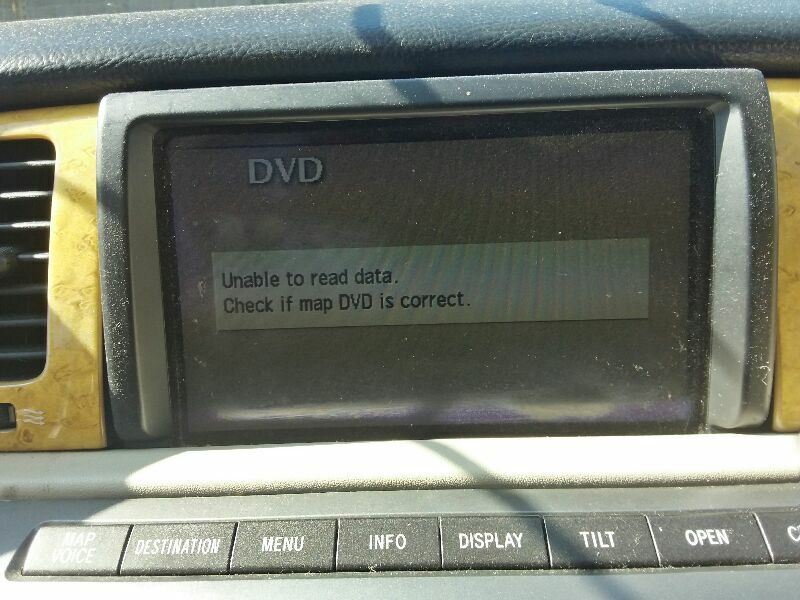 DVD
Unable to read data.
Check if map DVD is correct.
MAP
VOICE
DESTINATION
MENU
INFO
DISPLAY
TILT
OPEN